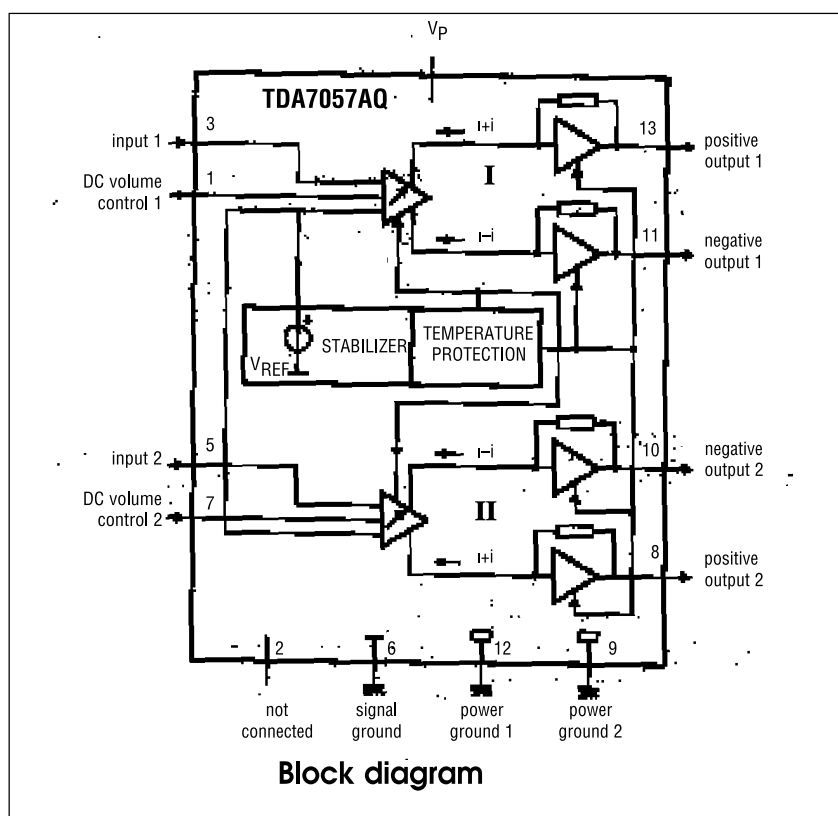 VP
TDA7057AQ
3
input 1
I+i
13
positive
output 1
1
DC volume
control 1
I
I−i
11
negative
output 1
STABILIZER
TEMPERATURE
PROTECTION
VREF
+
5
input 2
I−i
10
negative
output 2
7
DC volume
control 2
II
I+i
8
positive
output 2
2
6
12
9
not
connected
signal
ground
power
ground 1
power
ground 2
Block diagram